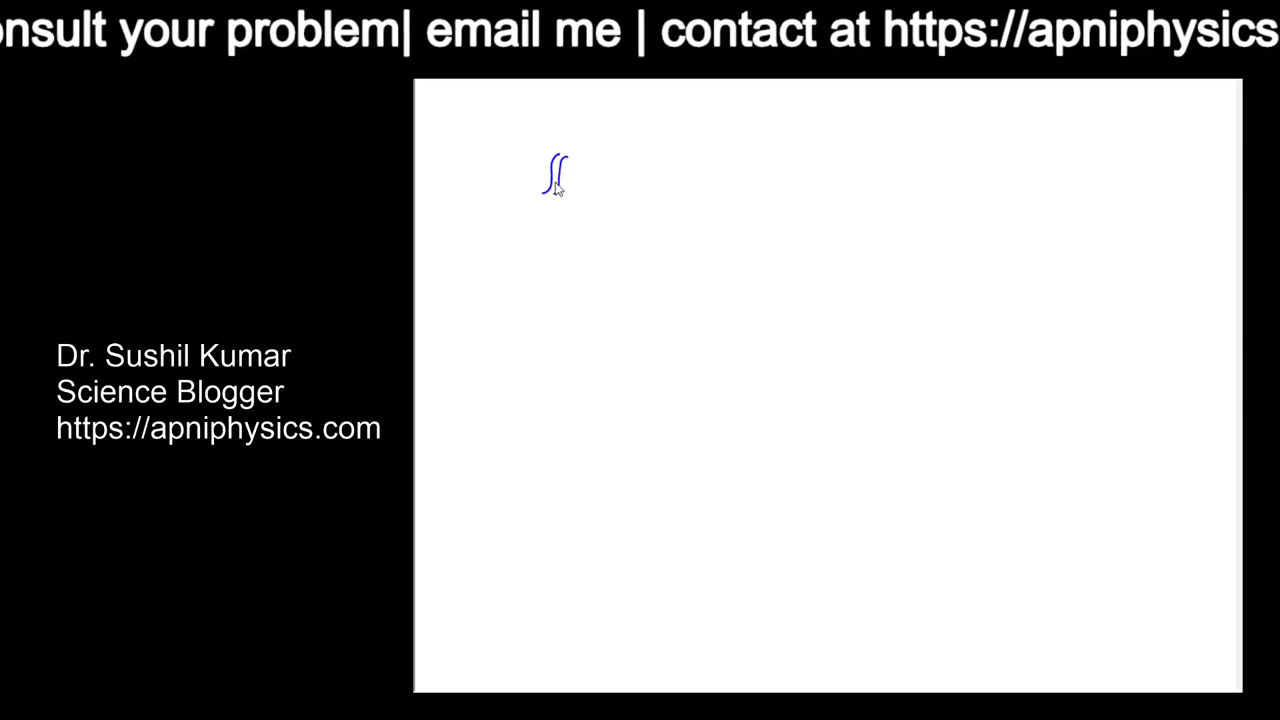 onsult your problem| email me | contact at https://apniphysics
∬
Dr. Sushil Kumar
Science Blogger
https://apniphysics.com